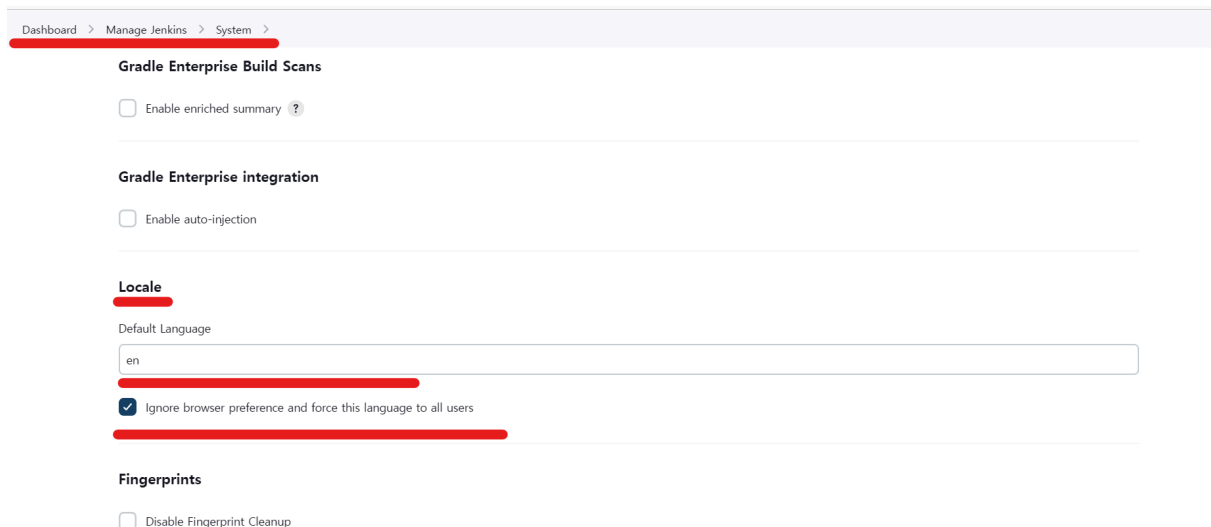 Dashboard > Manage Jenkins > System >
Gradle Enterprise Build Scans
Enable enriched summary ?
Gradle Enterprise integration
Enable auto-injection
Locale
Default Language
en
Ignore browser preference and force this language to all users
Fingerprints
Disable Fingerprint Cleanup